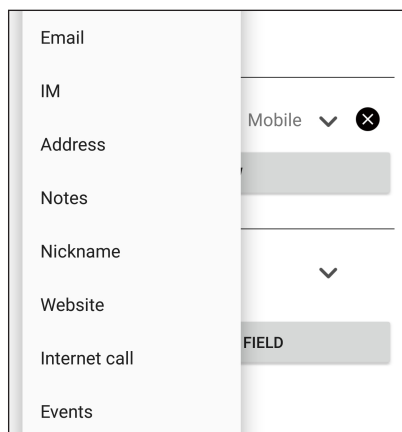 Email
IM
Mobile
Address
Notes
Nickname
Website
FIELD
Internet call
Events